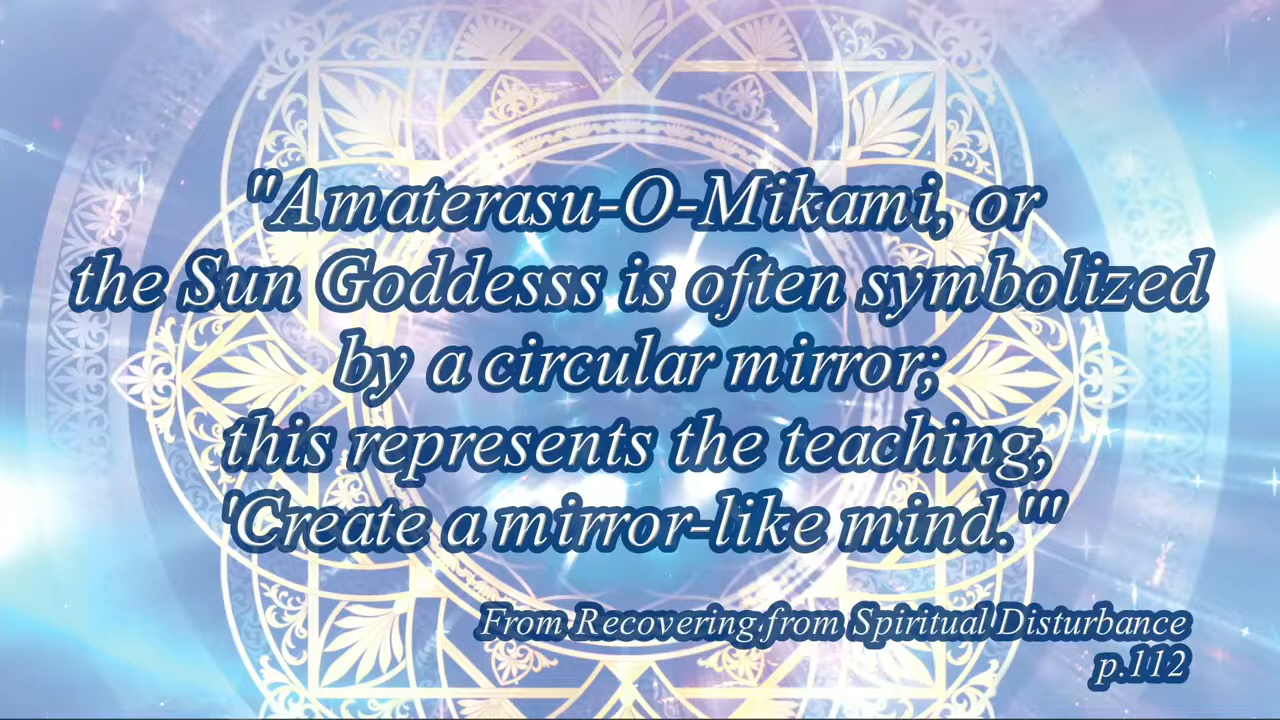 "Amaterasu-O-Mikami, or
the Sun Goddesss is often symbolized
by a circular mirror;
this represents the teaching,
'Create a mirror-like mind.'"
From Recovering from Spiritual Disturbance
p.112